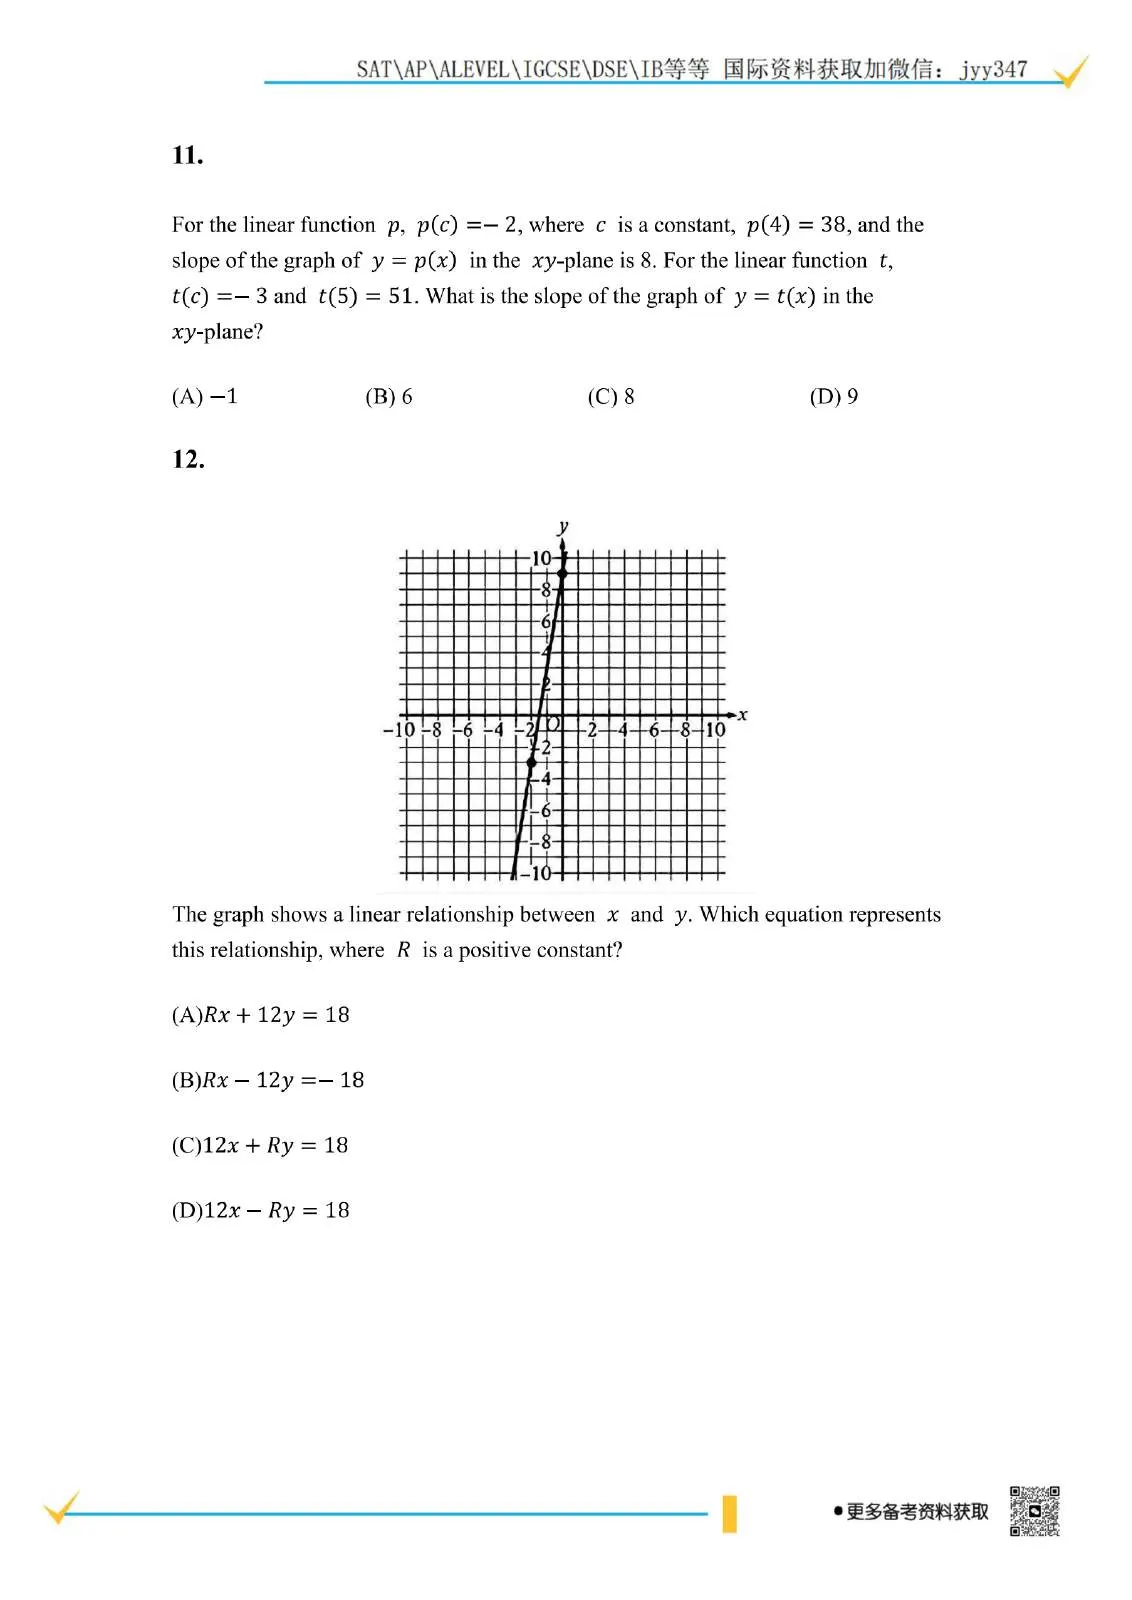 SAT\AP\ALEVEL\IGCSE\DSE\IB等等 国际资料获取加微信: jyy347
11.
For the linear function p, p(c) =− 2, where c is a constant, p(4) = 38, and the
slope of the graph of y = p(x) in the xy-plane is 8. For the linear function t,
t(c) =− 3 and t(5) = 51. What is the slope of the graph of y = t(x) in the
xy-plane?
(A) −1 (B) 6 (C) 8 (D) 9
12.
y
10
8
6
4
2
x
−10 −8 −6 −4 −2 O 2 4 6 8 10
−2
−4
−6
−8
−10
The graph shows a linear relationship between x and y. Which equation represents
this relationship, where R is a positive constant?
(A)Rx + 12y = 18
(B)Rx − 12y =− 18
(C)12x + Ry = 18
(D)12x − Ry = 18
●更多备考资料获取